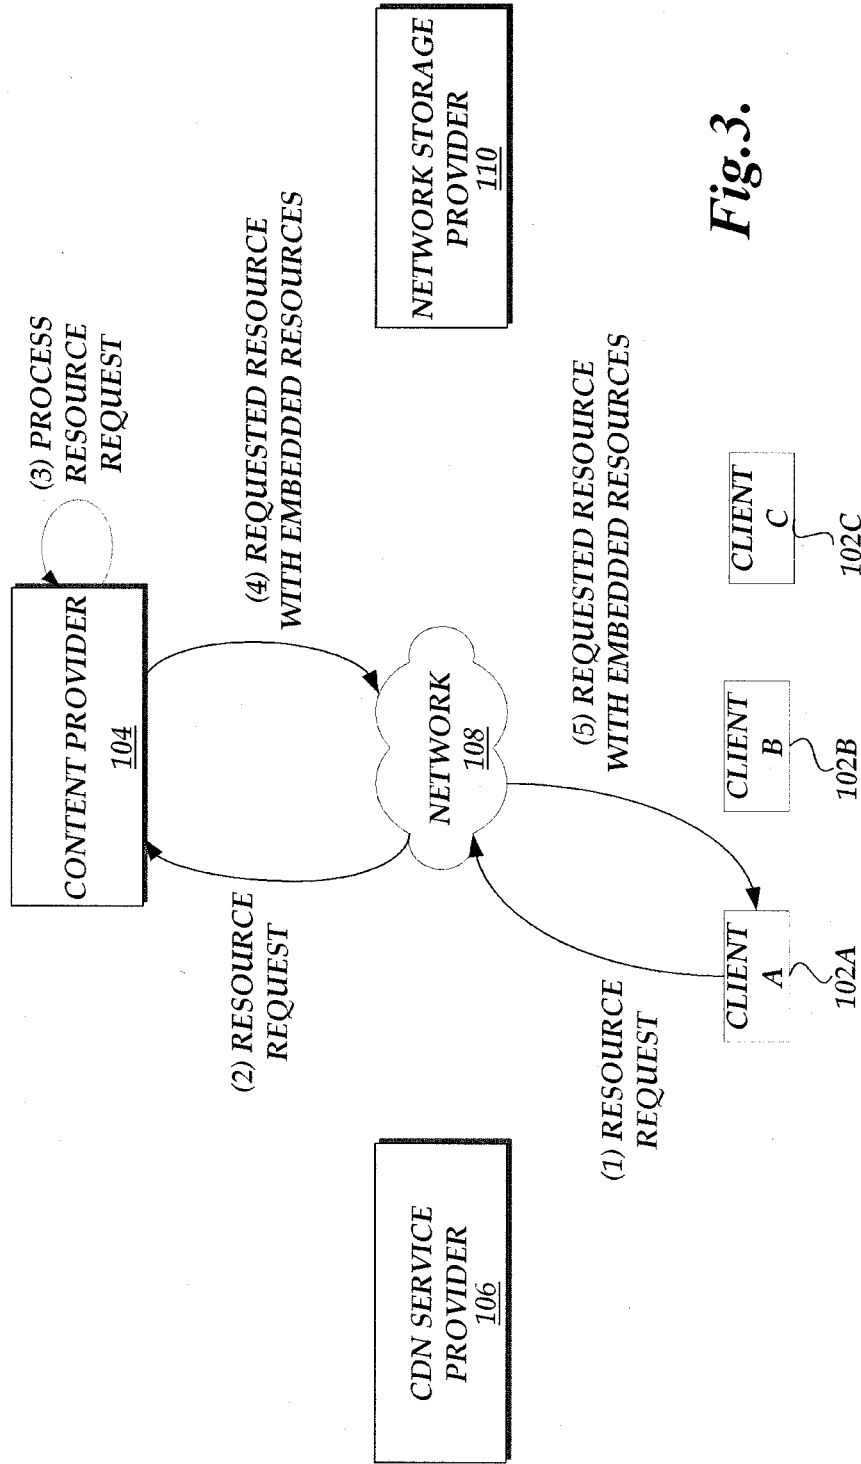 (3) PROCESS
RESOURCE
REQUEST
CONTENT PROVIDER
104
(2) RESOURCE
REQUEST
(4) REQUESTED RESOURCE
WITH EMBEDDED RESOURCES
CDN SERVICE
PROVIDER
106
NETWORK
108
NETWORK STORAGE
PROVIDER
110
(1) RESOURCE
REQUEST
(5) REQUESTED RESOURCE
WITH EMBEDDED RESOURCES
CLIENT
A
102A
CLIENT
B
102B
CLIENT
C
102C
Fig.3.